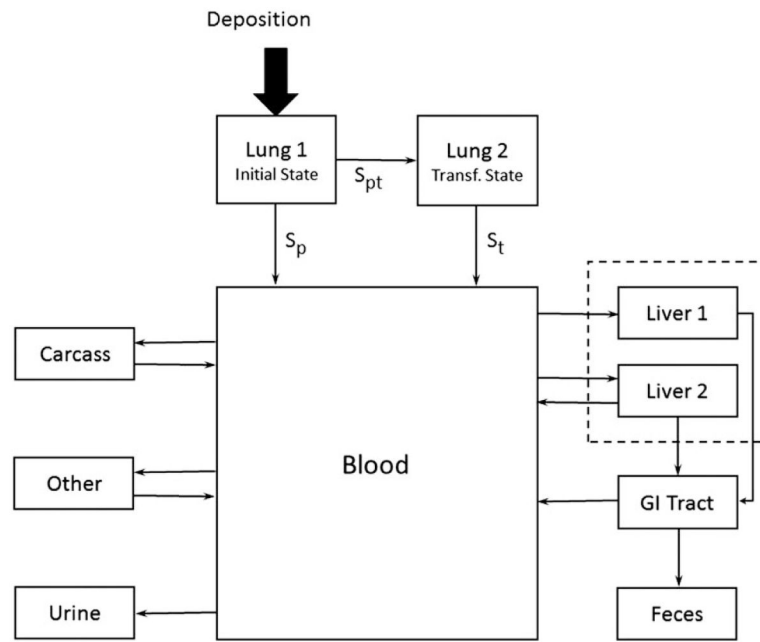 Deposition
Lung 1
Initial State
Lung 2
Transf. State
Spt
Sp
St
Liver 1
Carcass
Liver 2
Blood
Other
GI Tract
Urine
Feces